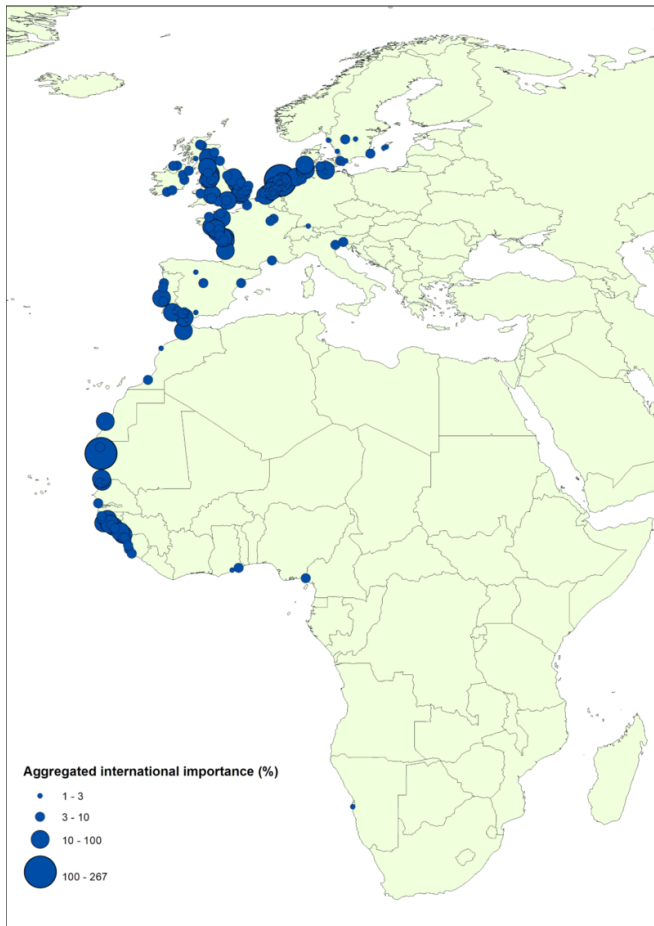 Aggregated international importance (%)
1 - 3
3 - 10
10 - 100
100 - 267